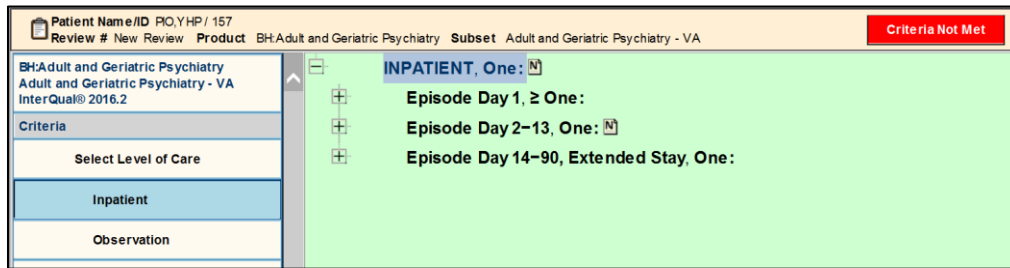 Patient Name/ID PIO,YHP / 157
Review # New Review Product BH:Adult and Geriatric Psychiatry Subset Adult and Geriatric Psychiatry - VA
Criteria Not Met
BH:Adult and Geriatric Psychiatry
Adult and Geriatric Psychiatry - VA
InterQual® 2016.2
Criteria
Select Level of Care
Inpatient
Observation
INPATIENT, One: N
Episode Day 1, ≥ One:
Episode Day 2-13, One: N
Episode Day 14-90, Extended Stay, One: